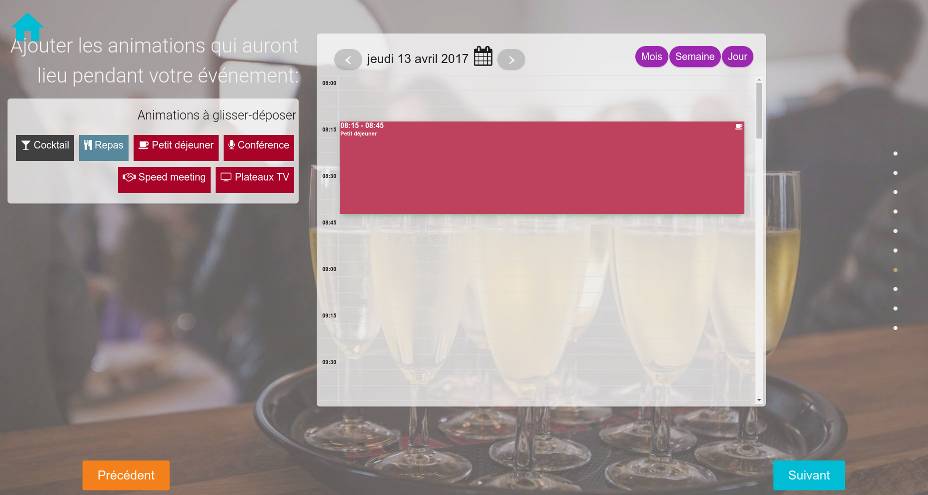 Ajouter les animations qui auront
lieu pendant votre événement:
Animations à glisser-déposer
Cocktail Repas Petit déjeuner Conférence
Speed meeting Plateaux TV
< jeudi 13 avril 2017 > Mois Semaine Jour
08:00
08:15
08:15 - 08:45
Petit déjeuner
08:30
08:45
09:00
09:15
09:30
Précédent Suivant